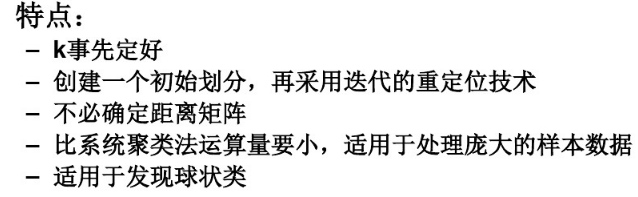 特点：
– k事先定好
– 创建一个初始划分，再采用迭代的重定位技术
– 不必确定距离矩阵
– 比系统聚类法运算量要小，适用于处理庞大的样本数据
– 适用于发现球状类